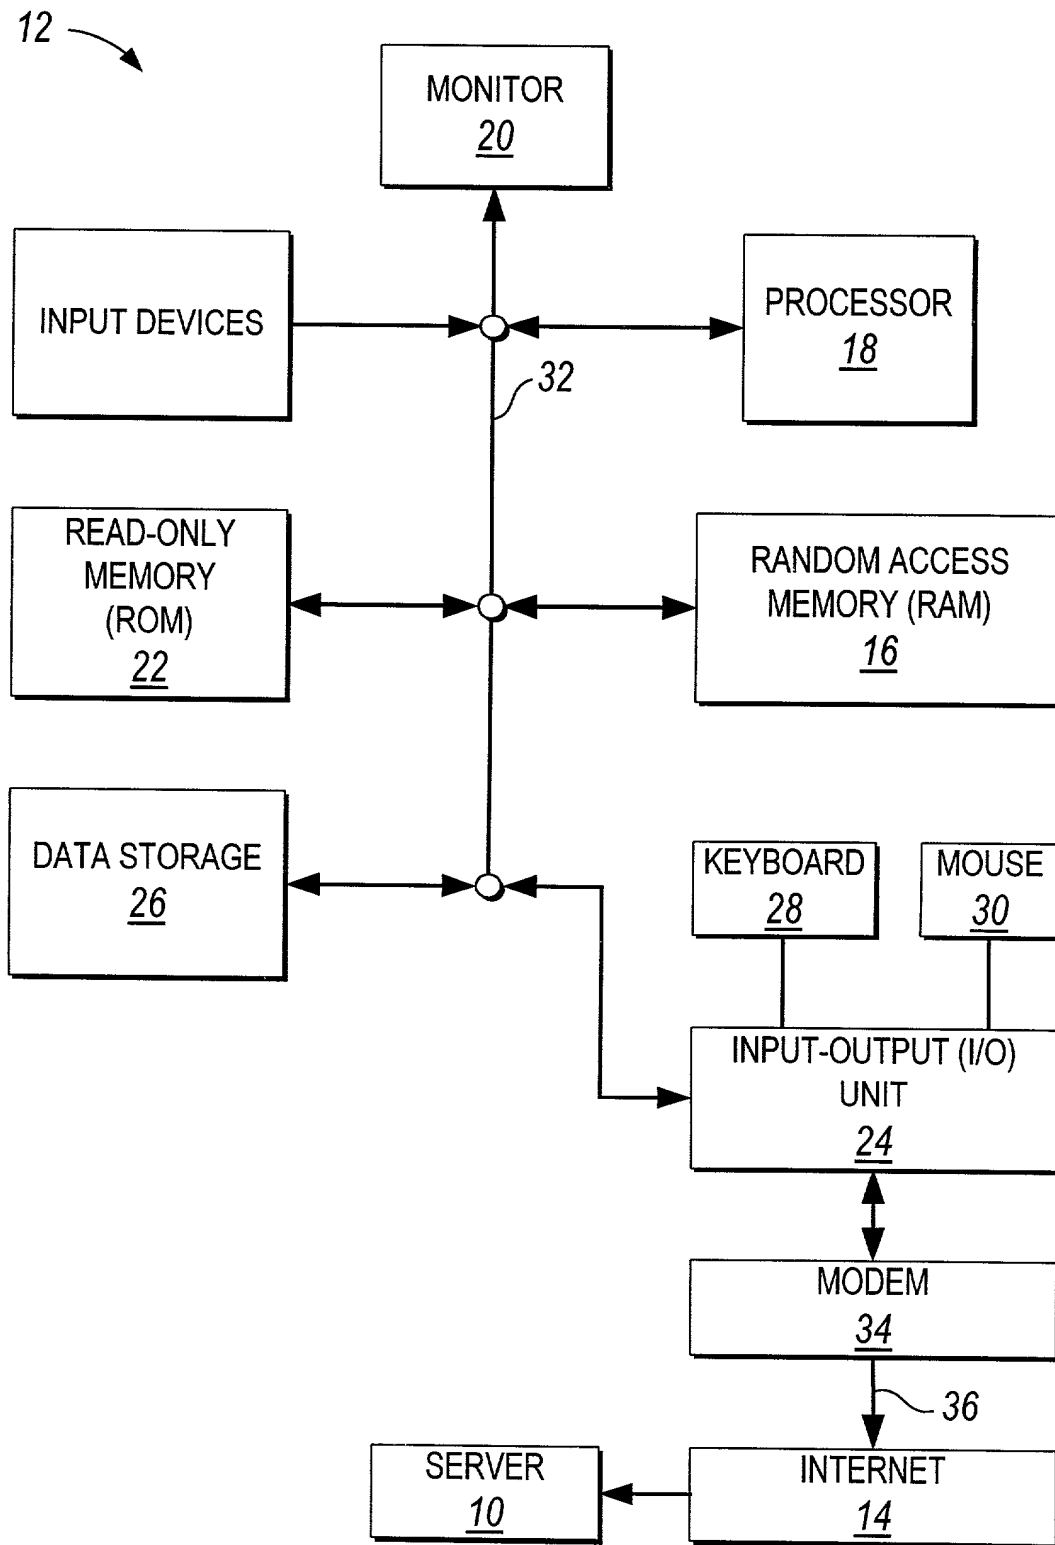 12
MONITOR
20
INPUT DEVICES
PROCESSOR
18
32
READ-ONLY
MEMORY
(ROM)
22
RANDOM ACCESS
MEMORY (RAM)
16
DATA STORAGE
26
KEYBOARD
28
MOUSE
30
INPUT-OUTPUT (I/O)
UNIT
24
MODEM
34
36
SERVER
10
INTERNET
14